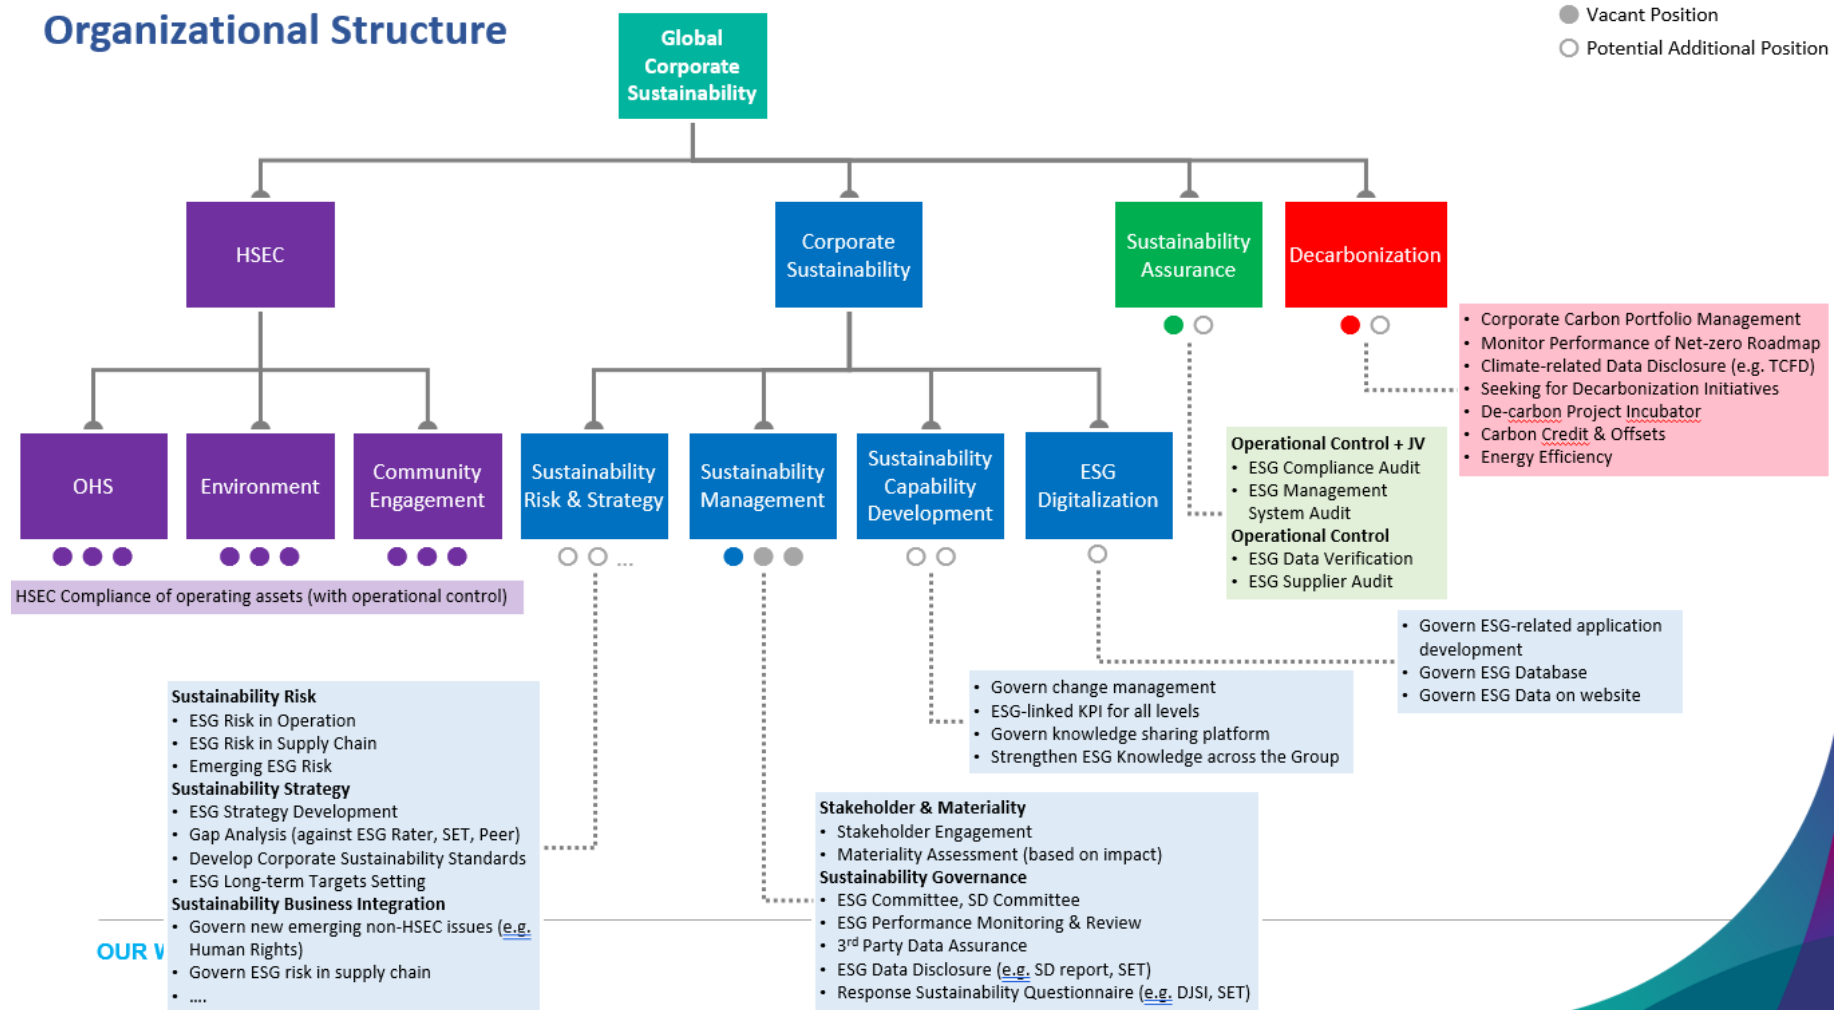 Organizational Structure
Vacant Position
Potential Additional Position
Global
Corporate
Sustainability
HSEC
Corporate
Sustainability
Sustainability
Assurance
Decarbonization
• Corporate Carbon Portfolio Management
• Monitor Performance of Net-zero Roadmap
• Climate-related Data Disclosure (e.g. TCFD)
• Seeking for Decarbonization Initiatives
• De-carbon Project Incubator
• Carbon Credit & Offsets
• Energy Efficiency
OHS
Environment
Community
Engagement
Sustainability
Risk & Strategy
Sustainability
Management
Sustainability
Capability
Development
ESG
Digitalization
...
Operational Control + JV
• ESG Compliance Audit
• ESG Management
System Audit
Operational Control
• ESG Data Verification
• ESG Supplier Audit
HSEC Compliance of operating assets (with operational control)
• Govern ESG-related application
development
• Govern ESG Database
• Govern ESG Data on website
• Govern change management
• ESG-linked KPI for all levels
• Govern knowledge sharing platform
• Strengthen ESG Knowledge across the Group
Sustainability Risk
• ESG Risk in Operation
• ESG Risk in Supply Chain
• Emerging ESG Risk
Sustainability Strategy
• ESG Strategy Development
• Gap Analysis (against ESG Rater, SET, Peer)
• Develop Corporate Sustainability Standards
• ESG Long-term Targets Setting
Sustainability Business Integration
• Govern new emerging non-HSEC issues (e.g.
Human Rights)
• Govern ESG risk in supply chain
• ....
Stakeholder & Materiality
• Stakeholder Engagement
• Materiality Assessment (based on impact)
Sustainability Governance
• ESG Committee, SD Committee
• ESG Performance Monitoring & Review
• 3rd Party Data Assurance
• ESG Data Disclosure (e.g. SD report, SET)
• Response Sustainability Questionnaire (e.g. DJSI, SET)
OUR